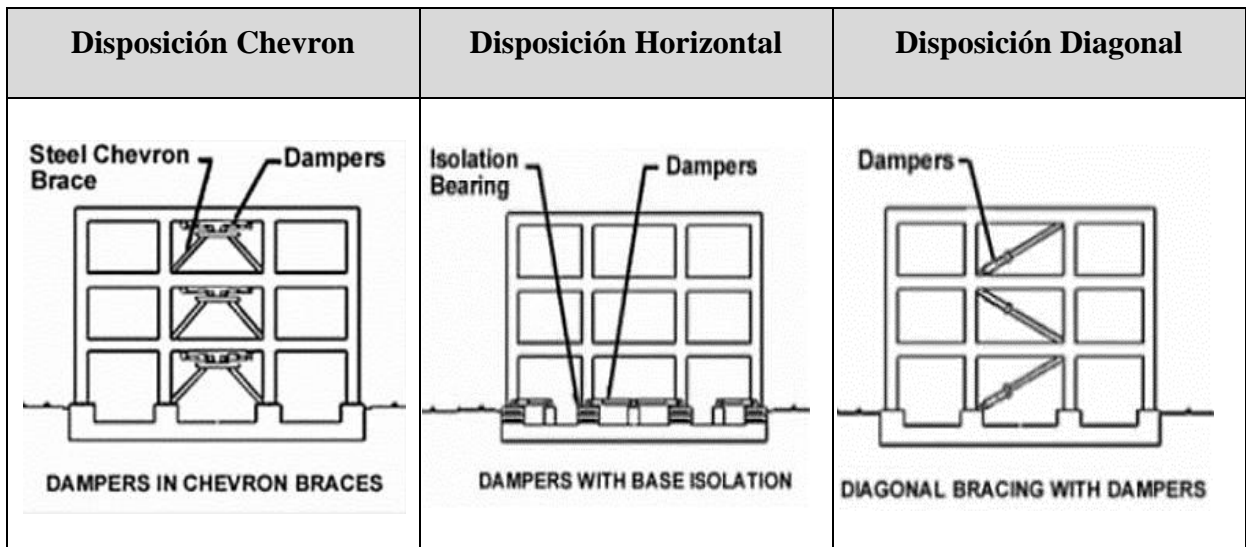 Disposición Chevron
Disposición Horizontal
Disposición Diagonal
Steel Chevron
Brace
Dampers
DAMPERS IN CHEVRON BRACES
Isolation
Bearing
Dampers
DAMPERS WITH BASE ISOLATION
Dampers
DIAGONAL BRACING WITH DAMPERS